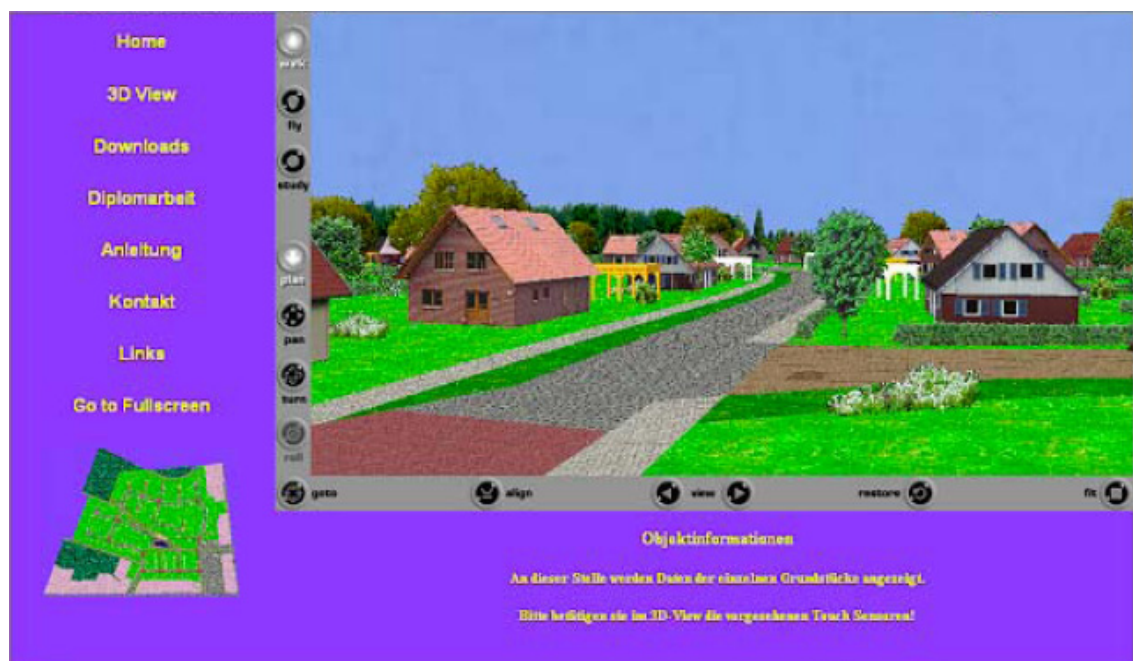 Home
3D View
Downloads
Diplomarbeit
Anleitung
Kontakt
Links
Go to Fullscreen
walk
fly
study
plan
pan
turn
roll
goto
align
view
restore
fit
Objektinformationen
An dieser Stelle werden Daten der einzelnen Grundstücke angezeigt.
Bitte betätigen sie im 3D-View die vorgesehenen Touch Sensoren!